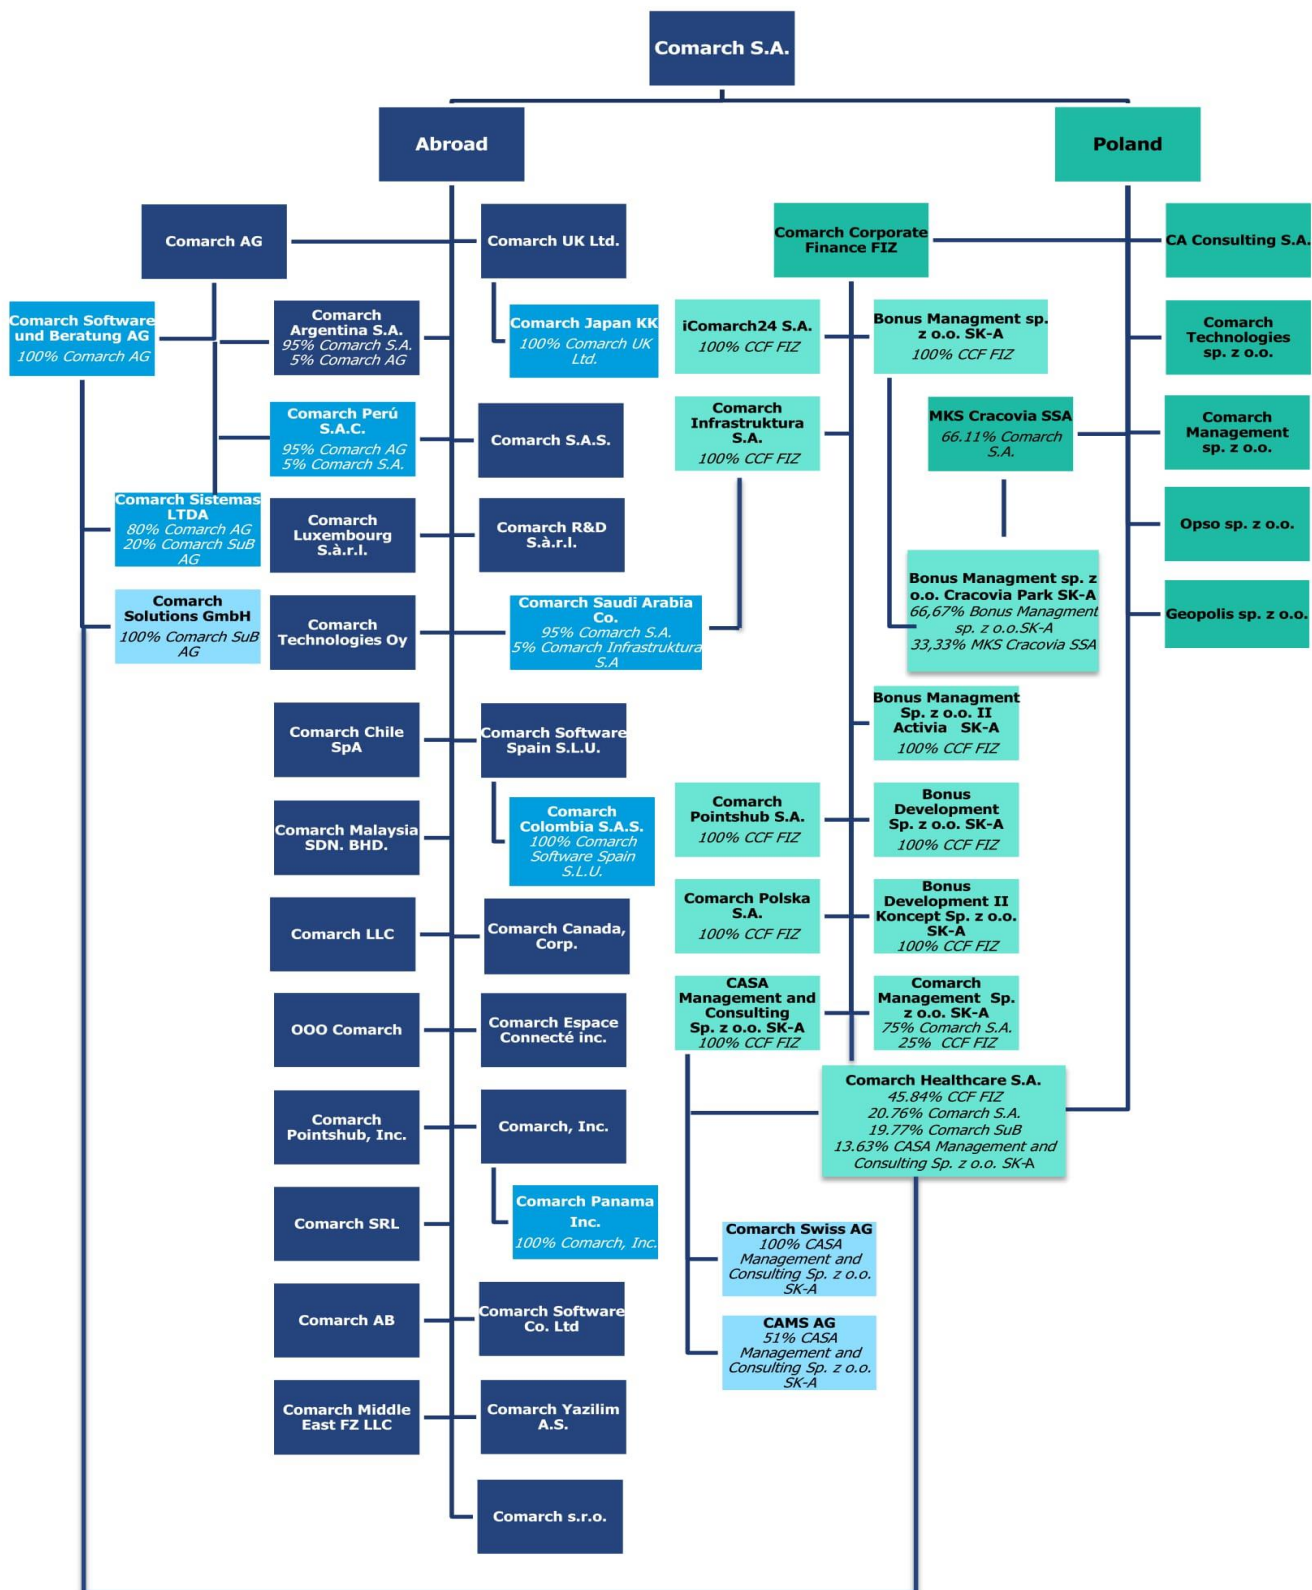 Comarch S.A.
Abroad
Poland
Comarch AG
Comarch UK Ltd.
Comarch Corporate
Finance FIZ
CA Consulting S.A.
Comarch Software
und Beratung AG
100% Comarch AG
Comarch
Argentina S.A.
95% Comarch S.A.
5% Comarch AG
Comarch Japan KK
100% Comarch UK
Ltd.
iComarch24 S.A.
100% CCF FIZ
Bonus Managment sp.
z o.o. SK-A
100% CCF FIZ
Comarch
Technologies
sp. z o.o.
Comarch Perú
S.A.C.
95% Comarch AG
5% Comarch S.A.
Comarch S.A.S.
Comarch
Infrastruktura
S.A.
100% CCF FIZ
MKS Cracovia SSA
66.11% Comarch
S.A.
Comarch
Management
sp. z o.o.
Comarch Sistemas
LTDA
80% Comarch AG
20% Comarch SuB
AG
Comarch
Luxembourg
S.à.r.l.
Comarch R&D
S.à.r.l.
Opso sp. z o.o.
Comarch
Solutions GmbH
100% Comarch SuB
AG
Comarch
Technologies Oy
Comarch Saudi Arabia
Co.
95% Comarch S.A.
5% Comarch Infrastruktura
S.A
Bonus Managment sp. z
o.o. Cracovia Park SK-A
66,67% Bonus Managment
sp. z o.o.SK-A
33,33% MKS Cracovia SSA
Geopolis sp. z o.o.
Comarch Chile
SpA
Comarch Software
Spain S.L.U.
Bonus Managment
Sp. z o.o. II
Activia SK-A
100% CCF FIZ
Comarch Malaysia
SDN. BHD.
Comarch
Colombia S.A.S.
100% Comarch
Software Spain
S.L.U.
Comarch
Pointshub S.A.
100% CCF FIZ
Bonus
Development
Sp. z o.o. SK-A
100% CCF FIZ
Comarch LLC
Comarch Canada,
Corp.
Comarch Polska
S.A.
100% CCF FIZ
Bonus
Development II
Koncept Sp. z o.o.
SK-A
100% CCF FIZ
OOO Comarch
Comarch Espace
Connecté inc.
CASA
Management and
Consulting
Sp. z o.o. SK-A
100% CCF FIZ
Comarch
Management Sp.
z o.o. SK-A
75% Comarch S.A.
25% CCF FIZ
Comarch
Pointshub, Inc.
Comarch, Inc.
Comarch Healthcare S.A.
45.84% CCF FIZ
20.76% Comarch S.A.
19.77% Comarch SuB
13.63% CASA Management and
Consulting Sp. z o.o. SK-A
Comarch SRL
Comarch Panama
Inc.
100% Comarch, Inc.
Comarch Swiss AG
100% CASA
Management and
Consulting Sp. z o.o.
SK-A
Comarch AB
Comarch Software
Co. Ltd
CAMS AG
51% CASA
Management and
Consulting Sp. z o.o.
SK-A
Comarch Middle
East FZ LLC
Comarch Yazilim
A.S.
Comarch s.r.o.